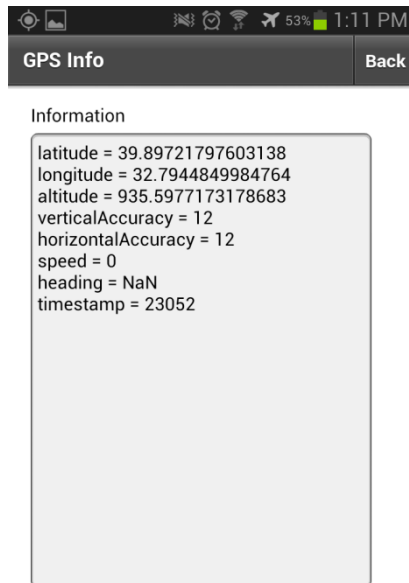 53% 1:11 PM
GPS Info Back
Information
latitude = 39.89721797603138
longitude = 32.7944849984764
altitude = 935.5977173178683
verticalAccuracy = 12
horizontalAccuracy = 12
speed = 0
heading = NaN
timestamp = 23052